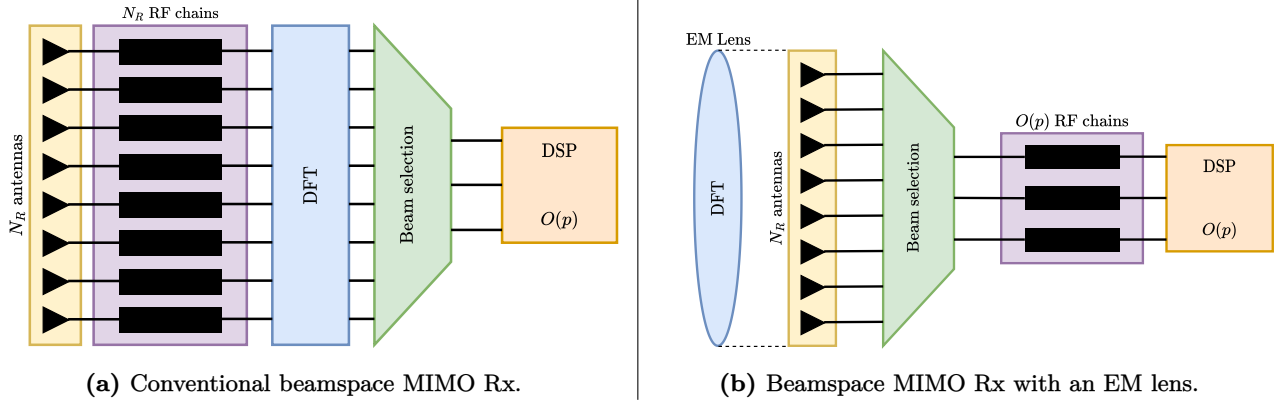 N_R RF chains
N_R antennas
DFT
Beam selection
DSP
O(p)
(a) Conventional beamspace MIMO Rx.
EM Lens
DFT
N_R antennas
Beam selection
O(p) RF chains
DSP
O(p)
(b) Beamspace MIMO Rx with an EM lens.